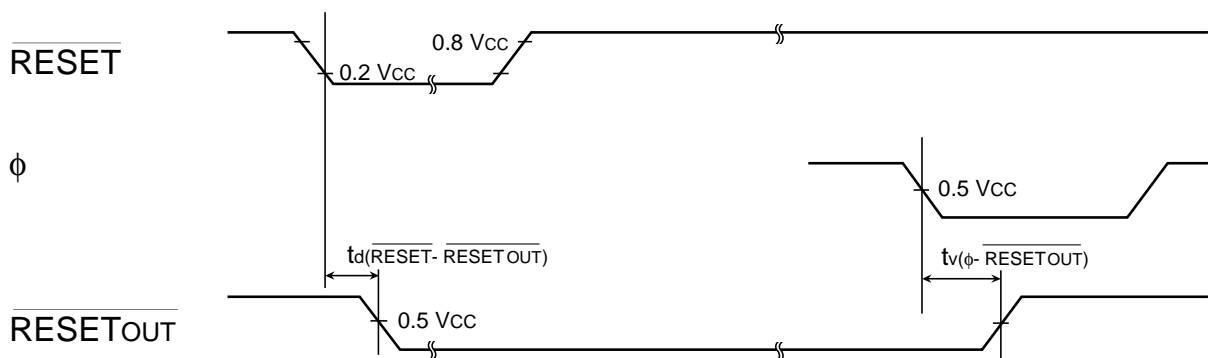 RESET
0.8 VCC
0.2 VCC
ϕ
0.5 VCC
td(RESET- RESETOUT)
tv(ϕ- RESETOUT)
RESETOUT
0.5 VCC